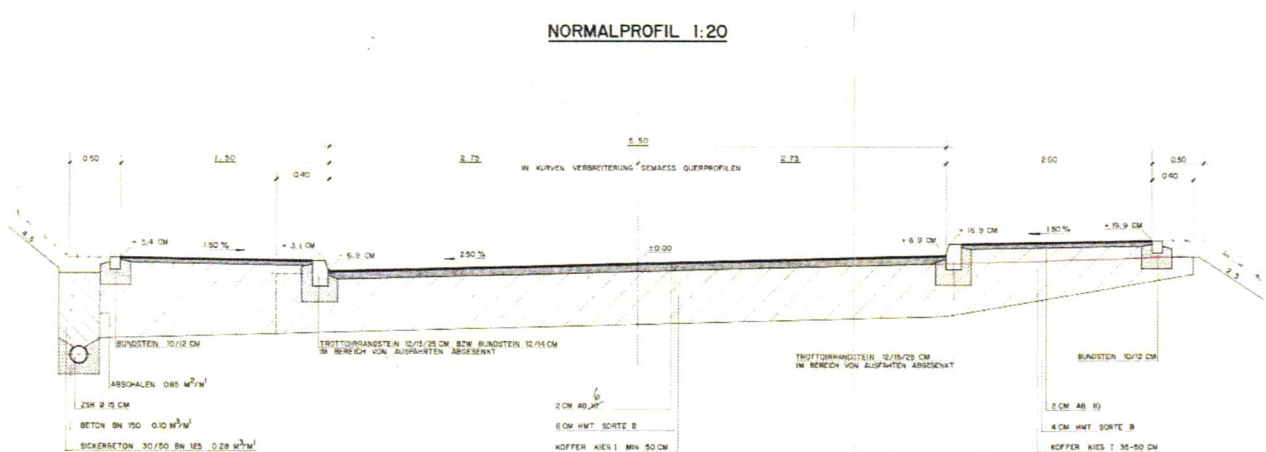 NORMALPROFIL 1:20
5.50
0.50 1.50 2.75 2.75 2.00 0.50
0.40 IN KURVEN VERBREITERUNG GEMAESS QUERPROFILEN 0.40
+ 5.4 CM 1.50 % + 3.1 CM - 6.9 CM 2.50 % ±0.00 + 6.9 CM + 16.9 CM 1.50 % + 19.9 CM
2:3
BUNDSTEIN 10/12 CM
TROTTOIRRANDSTEIN 12/15/25 CM BZW BUNDSTEIN 12/14 CM
IM BEREICH VON AUSFAHRTEN ABGESENKT
TROTTOIRRANDSTEIN 12/15/25 CM
IM BEREICH VON AUSFAHRTEN ABGESENKT
BUNDSTEIN 10/12 CM
ABSCHALEN 0.65 M²/M¹
ZSR Ø 15 CM
BETON BN 150 0.10 M³/M¹
SICKERBETON 30/50 BN 125 0.28 M³/M¹
6
2 CM AB 10
6 CM HMT SORTE B
KOFFER KIES I MIN 50 CM
2 CM AB 10
4 CM HMT SORTE B
KOFFER KIES I 35-50 CM